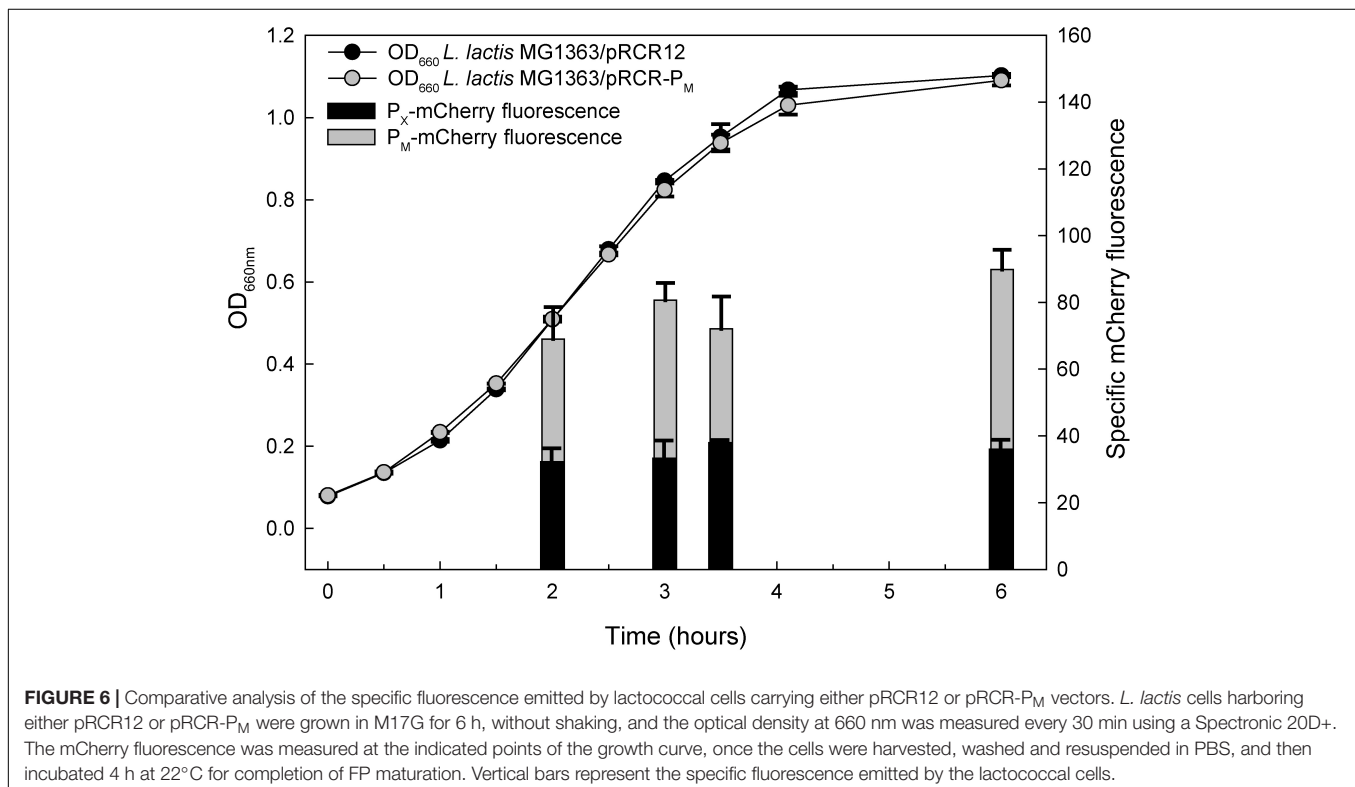 OD₆₆₀ L. lactis MG1363/pRCR12
OD₆₆₀ L. lactis MG1363/pRCR-Pₘ
Pₓ-mCherry fluorescence
Pₘ-mCherry fluorescence
1.2
1.0
0.8
0.6
0.4
0.2
0.0
OD₆₆₀ₙₘ
160
140
120
100
80
60
40
20
0
Specific mCherry fluorescence
0 1 2 3 4 5 6
Time (hours)
FIGURE 6 | Comparative analysis of the specific fluorescence emitted by lactococcal cells carrying either pRCR12 or pRCR-Pₘ vectors. L. lactis cells harboring
either pRCR12 or pRCR-Pₘ were grown in M17G for 6 h, without shaking, and the optical density at 660 nm was measured every 30 min using a Spectronic 20D+.
The mCherry fluorescence was measured at the indicated points of the growth curve, once the cells were harvested, washed and resuspended in PBS, and then
incubated 4 h at 22°C for completion of FP maturation. Vertical bars represent the specific fluorescence emitted by the lactococcal cells.